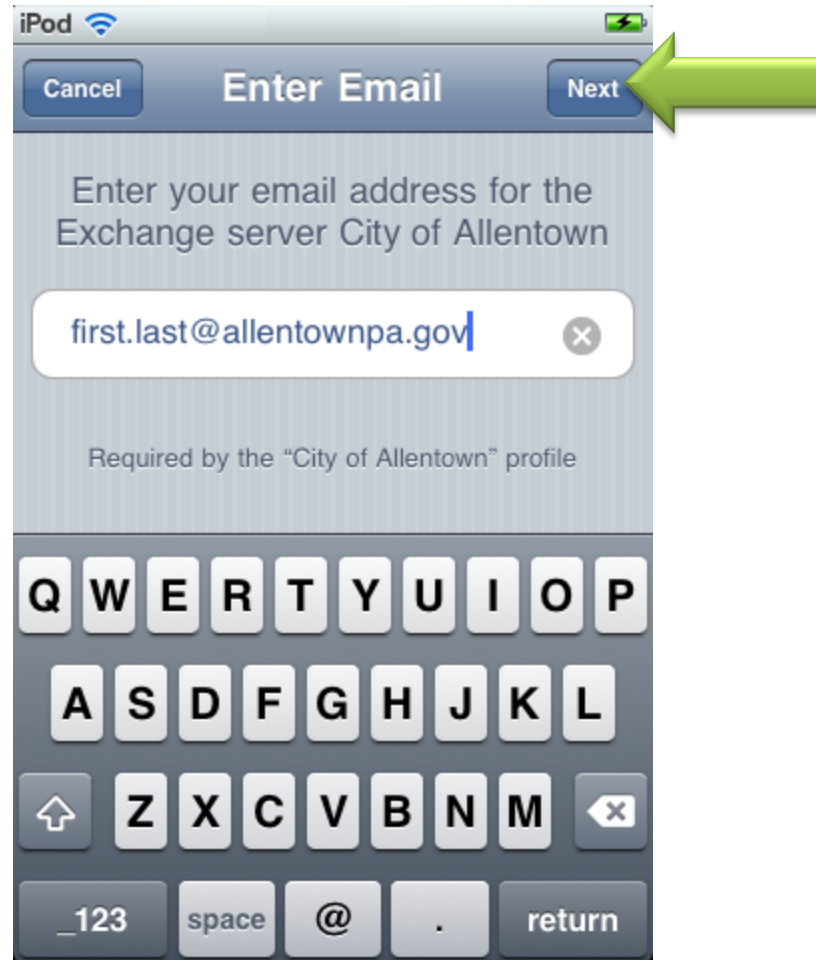 iPod
Cancel Enter Email Next
Enter your email address for the
Exchange server City of Allentown
first.last@allentownpa.gov
Required by the “City of Allentown” profile
Q W E R T Y U I O P
A S D F G H J K L
Z X C V B N M
_123 space @ . return